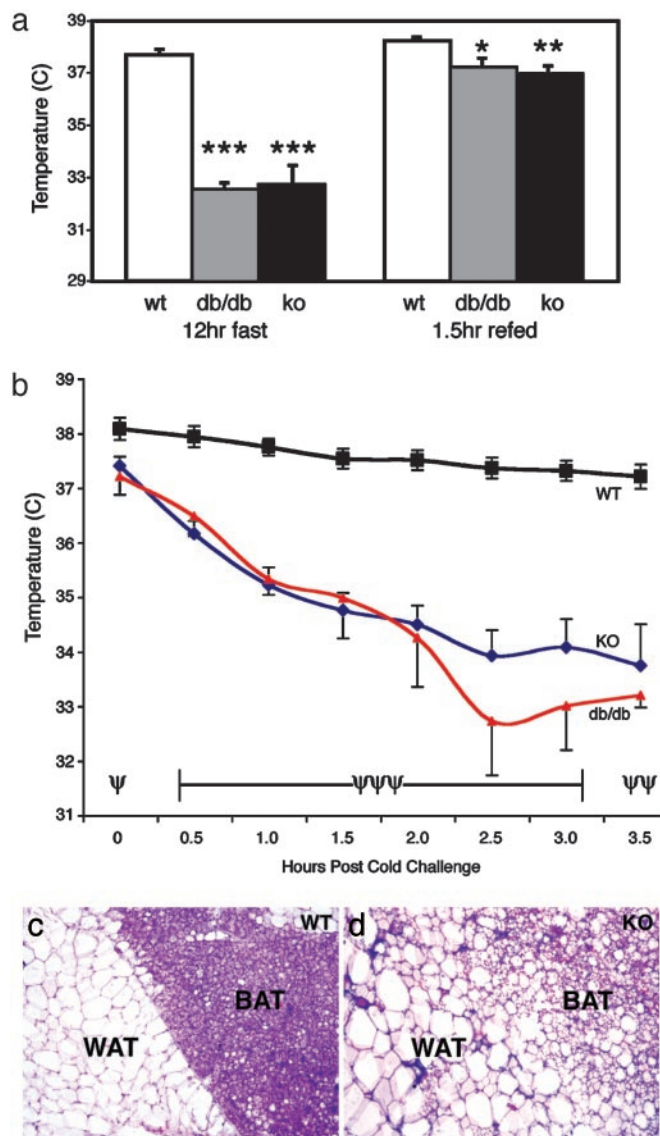 a
Temperature (C)
39
37
35
33
31
29
*** ***
* **
wt db/db ko wt db/db ko
12hr fast 1.5hr refed
b
Temperature (C)
39
38
37
36
35
34
33
32
31
WT
KO
db/db
ψ ψψψ ψψ
0 0.5 1.0 1.5 2.0 2.5 3.0 3.5
Hours Post Cold Challenge
c WT
BAT
WAT
d KO
BAT
WAT